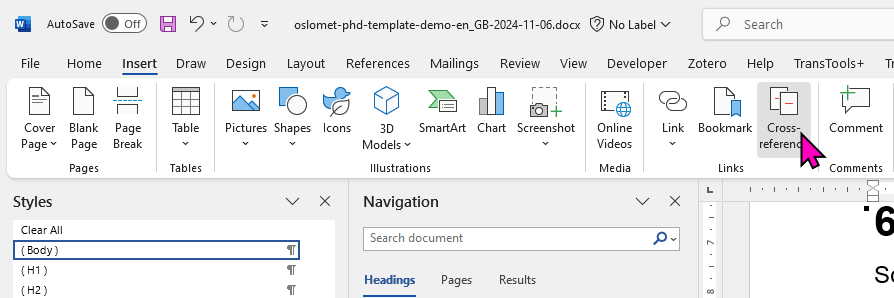 AutoSave Off oslomet-phd-template-demo-en_GB-2024-11-06.docx No Label Search
File Home Insert Draw Design Layout References Mailings Review View Developer Zotero Help TransTools+
Cover Page Blank Page Page Break Table Pictures Shapes Icons 3D Models SmartArt Chart Screenshot Online Videos Link Bookmark Cross-reference Comment
Pages Tables Illustrations Media Links Comments
Styles Navigation
Clear All
Search document
( Body )
( H1 )
Headings Pages Results
( H2 )
6
7
8